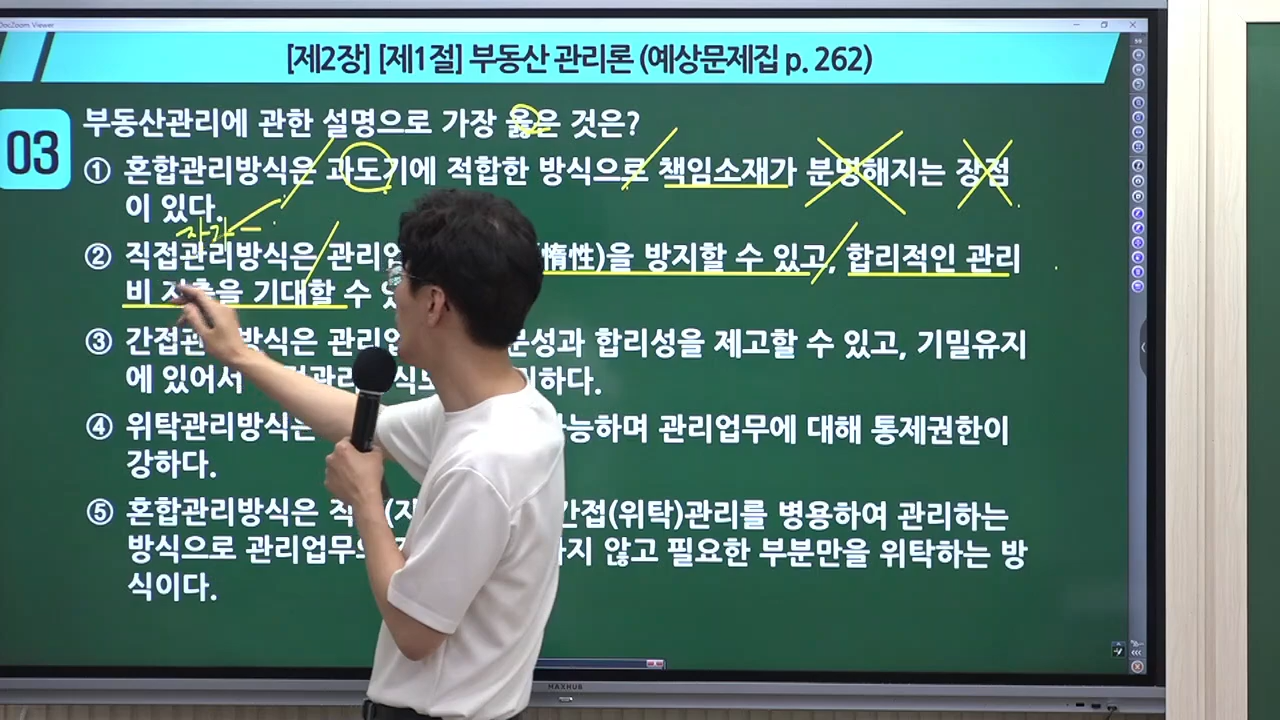 DocZoom Viewer
[제2장] [제1절] 부동산 관리론 (예상문제집 p. 262)
03
부동산관리에 관한 설명으로 가장 옳은 것은?
① 혼합관리방식은 과도기에 적합한 방식으로 책임소재가 분명해지는 장점
이 있다.
자가
② 직접관리방식은 관리업 (惰性)을 방지할 수 있고, 합리적인 관리
비 지출을 기대할 수
③ 간접관리방식은 관리업 합리성을 제고할 수 있고, 기밀유지
에 있어서
④ 위탁관리방식은 관리업무에 대해 통제권한이
강하다.
⑤ 혼합관리방식은 간접(위탁)관리를 병용하여 관리하는
방식으로 관리업무의 않고 필요한 부분만을 위탁하는 방
식이다.
MAXHUB